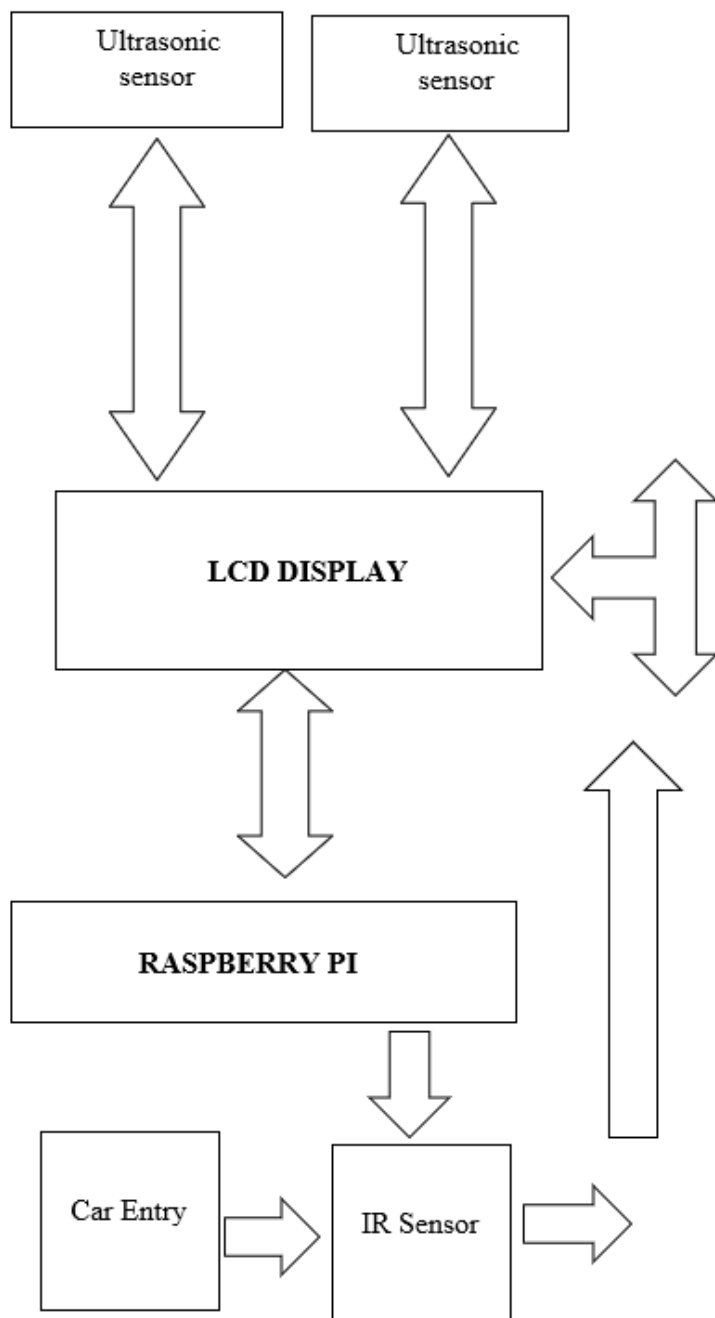 Ultrasonic
sensor
Ultrasonic
sensor
LCD DISPLAY
RASPBERRY PI
Car Entry
IR Sensor